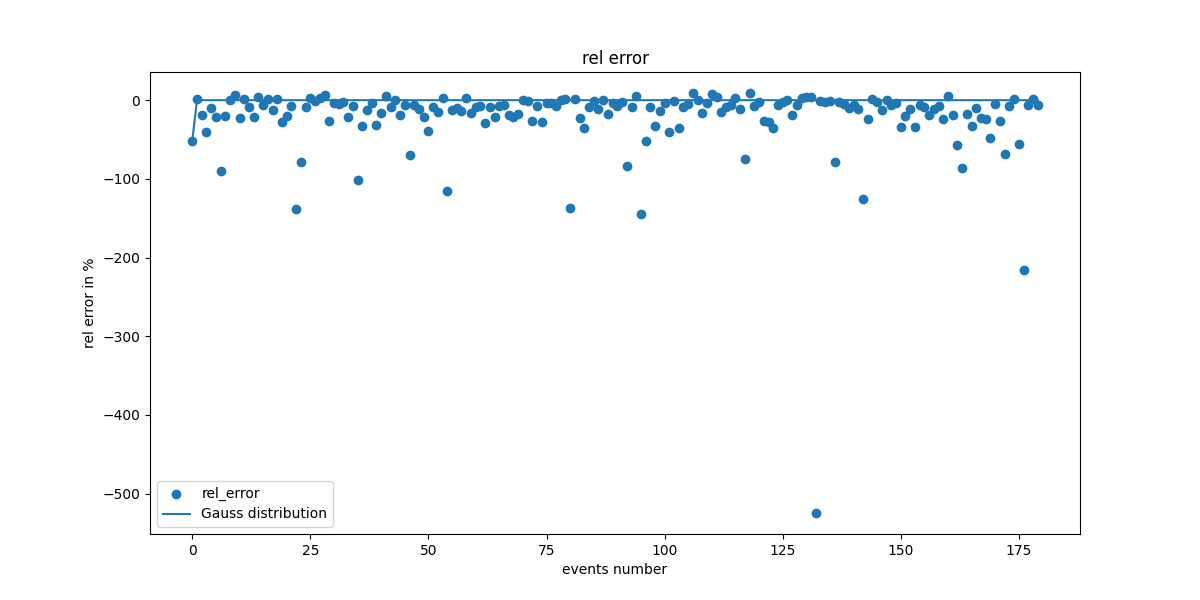 rel error
0
−100
−200
−300
−400
−500
rel error in %
rel_error
Gauss distribution
0
25
50
75
100
125
150
175
events number